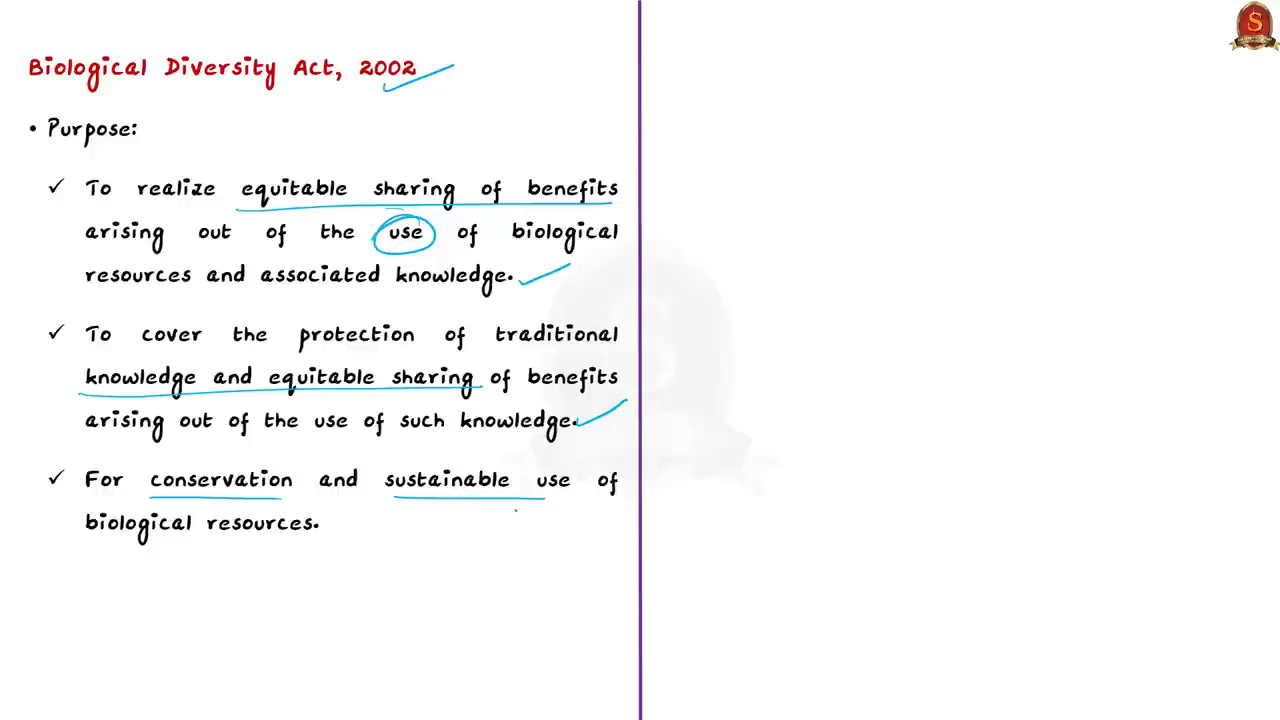 Biological Diversity Act, 2002
• Purpose:
✓ To realize equitable sharing of benefits
arising out of the use of biological
resources and associated knowledge.
✓ To cover the protection of traditional
knowledge and equitable sharing of benefits
arising out of the use of such knowledge.
✓ For conservation and sustainable use of
biological resources.
S